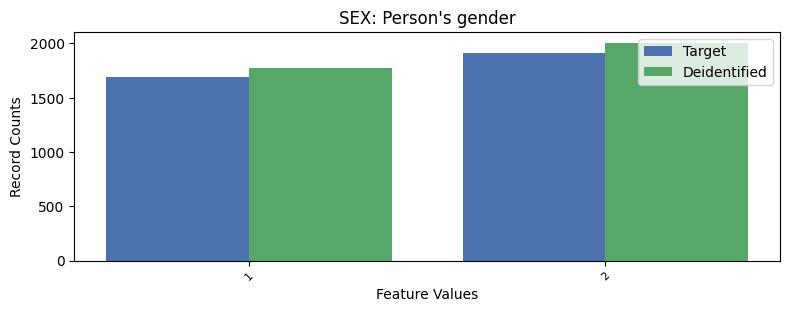 SEX: Person's gender
Target
Deidentified
Record Counts
2000
1500
1000
500
0
1
2
Feature Values